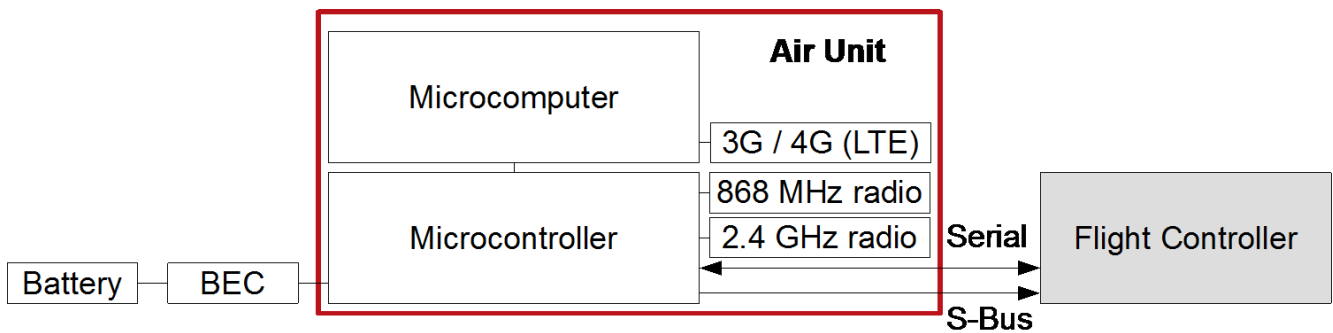 Air Unit
Microcomputer
3G / 4G (LTE)
868 MHz radio
Microcontroller
2.4 GHz radio
Serial
Flight Controller
Battery
BEC
S-Bus